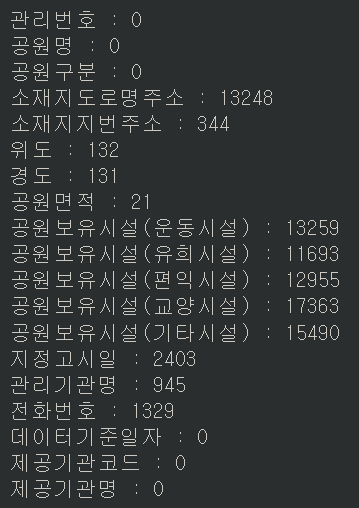 관리번호 : 0
공원명 : 0
공원구분 : 0
소재지도로명주소 : 13248
소재지지번주소 : 344
위도 : 132
경도 : 131
공원면적 : 21
공원보유시설(운동시설) : 13259
공원보유시설(유희시설) : 11693
공원보유시설(편익시설) : 12955
공원보유시설(교양시설) : 17363
공원보유시설(기타시설) : 15490
지정고시일 : 2403
관리기관명 : 945
전화번호 : 1329
데이터기준일자 : 0
제공기관코드 : 0
제공기관명 : 0